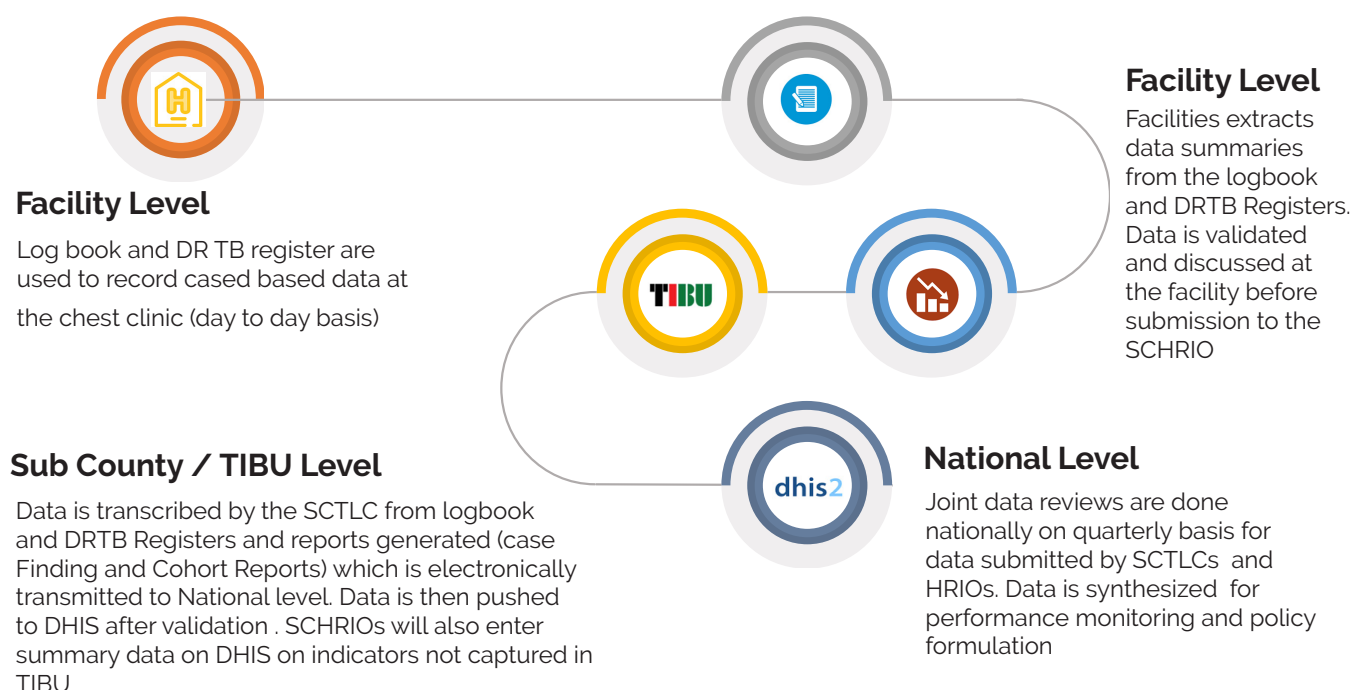 Facility Level
Log book and DR TB register are
used to record cased based data at
the chest clinic (day to day basis)
Facility Level
Facilities extracts
data summaries
from the logbook
and DRTB Registers.
Data is validated
and discussed at
the facility before
submission to the
SCHRIO
H
TIBU
dhis2
Sub County / TIBU Level
Data is transcribed by the SCTLC from logbook
and DRTB Registers and reports generated (case
Finding and Cohort Reports) which is electronically
transmitted to National level. Data is then pushed
to DHIS after validation . SCHRIOs will also enter
summary data on DHIS on indicators not captured in
TIBU
National Level
Joint data reviews are done
nationally on quarterly basis for
data submitted by SCTLCs and
HRIOs. Data is synthesized for
performance monitoring and policy
formulation